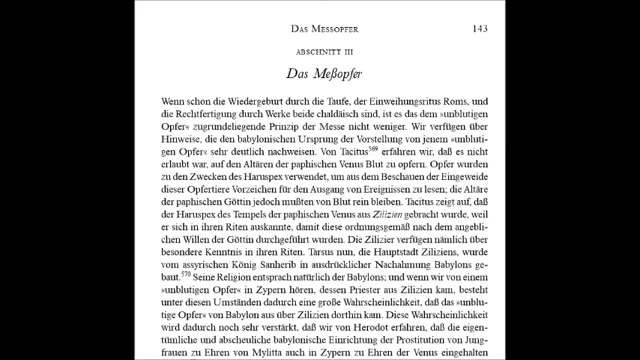 DAS MESSOPFER 143
ABSCHNITT III
Das Meßopfer
Wenn schon die Wiedergeburt durch die Taufe, der Einweihungsritus Roms, und
die Rechtfertigung durch Werke beide chaldäisch sind, ist es das dem »unblutigen
Opfer« zugrundeliegende Prinzip der Messe nicht weniger. Wir verfügen über
Hinweise, die den babylonischen Ursprung der Vorstellung von jenem »unbluti-
gen Opfer« sehr deutlich nachweisen. Von Tacitus569 erfahren wir, daß es nicht
erlaubt war, auf den Altären der paphischen Venus Blut zu opfern. Opfer wurden
zu den Zwecken des Haruspex verwendet, um aus dem Beschauen der Eingeweide
dieser Opfertiere Vorzeichen für den Ausgang von Ereignissen zu lesen; die Altäre
der paphischen Göttin jedoch mußten von Blut rein bleiben. Tacitus zeigt auf, daß
der Haruspex des Tempels der paphischen Venus aus Zilizien gebracht wurde, weil
er sich in ihren Riten auskannte, damit diese ordnungsgemäß nach dem angebli-
chen Willen der Göttin durchgeführt wurden. Die Zilizier verfügen nämlich über
besondere Kenntnis in ihren Riten. Tarsus nun, die Hauptstadt Ziliziens, wurde
vom assyrischen König Sanherib in ausdrücklicher Nachahmung Babylons ge-
baut.570 Seine Religion entsprach natürlich der Babylons; und wenn wir von einem
»unblutigen Opfer« in Zypern hören, dessen Priester aus Zilizien kam, besteht
unter diesen Umständen dadurch eine große Wahrscheinlichkeit, daß das »unblu-
tige Opfer« von Babylon aus über Zilizien dorthin kam. Diese Wahrscheinlichkeit
wird dadurch noch sehr verstärkt, daß wir von Herodot erfahren, daß die eigen-
tümliche und abscheuliche babylonische Einrichtung der Prostitution von Jung-
frauen zu Ehren von Mylitta auch in Zypern zu Ehren der Venus eingehalten